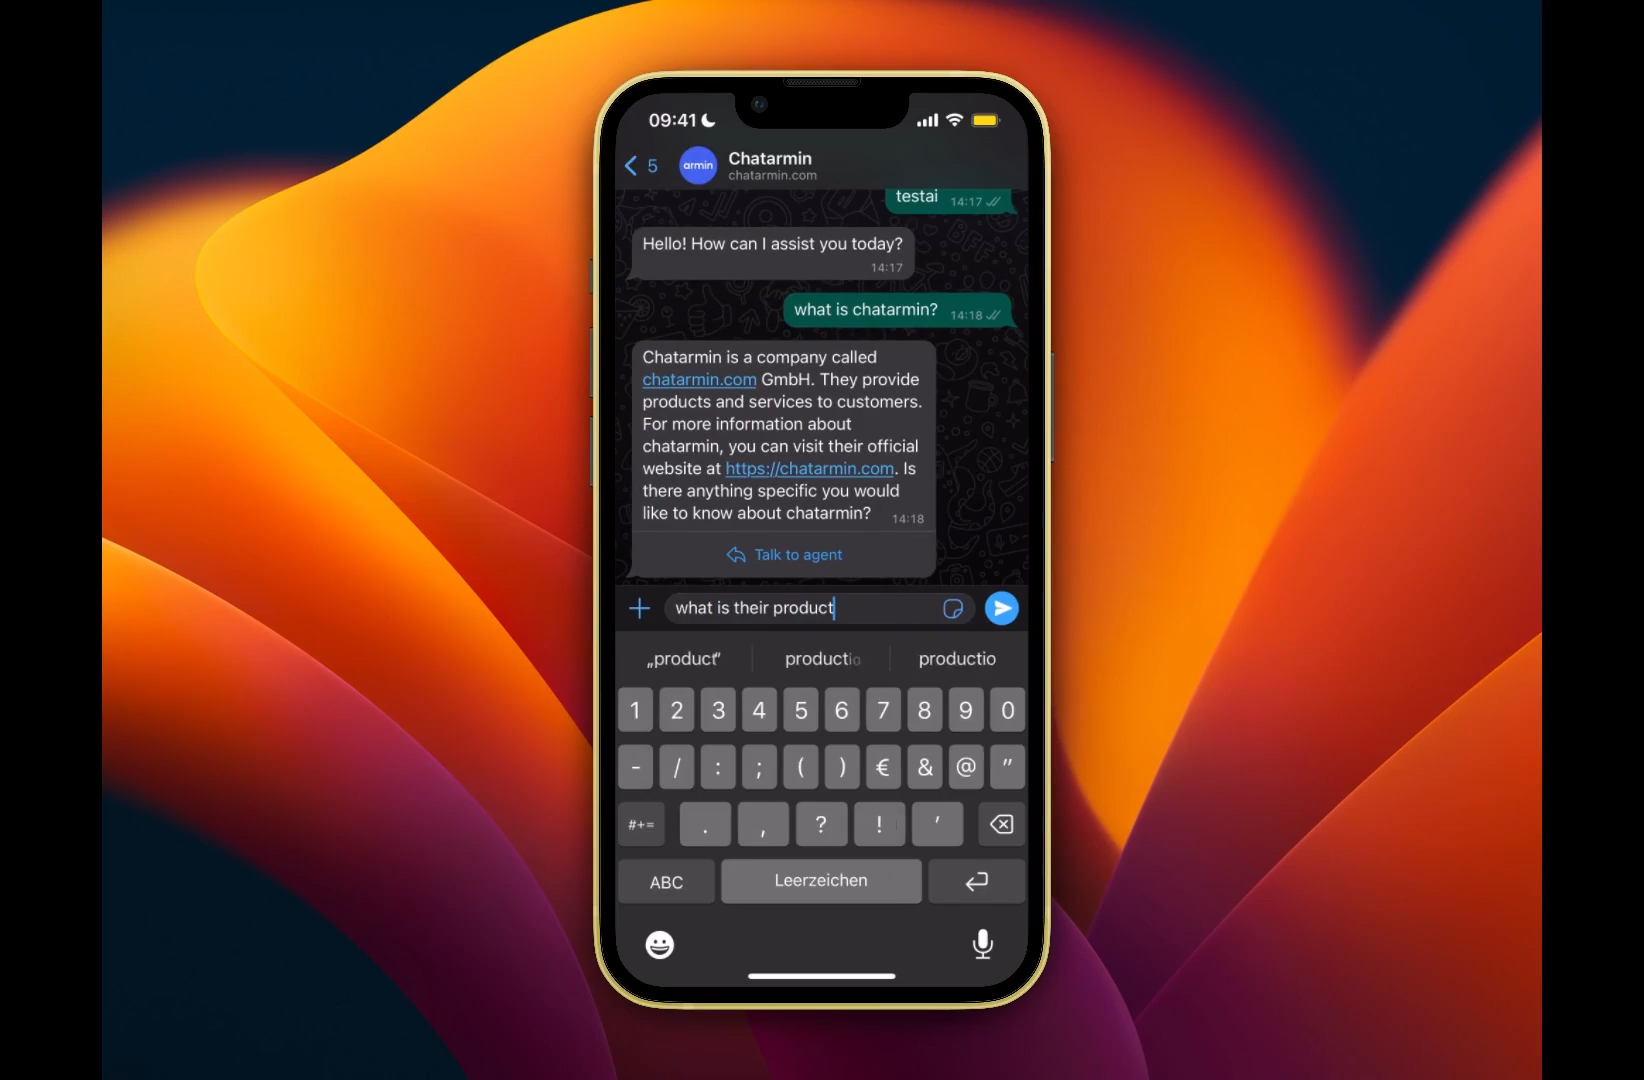 09:41
5
armin
Chatarmin
chatarmin.com
testai 14:17
Hello! How can I assist you today?
14:17
what is chatarmin? 14:18
Chatarmin is a company called
chatarmin.com GmbH. They provide
products and services to customers.
For more information about
chatarmin, you can visit their official
website at https://chatarmin.com. Is
there anything specific you would
like to know about chatarmin? 14:18
Talk to agent
what is their product
„product“ productio productio
1 2 3 4 5 6 7 8 9 0
- / : ; ( ) € & @ "
#+= . , ? ! '
ABC Leerzeichen